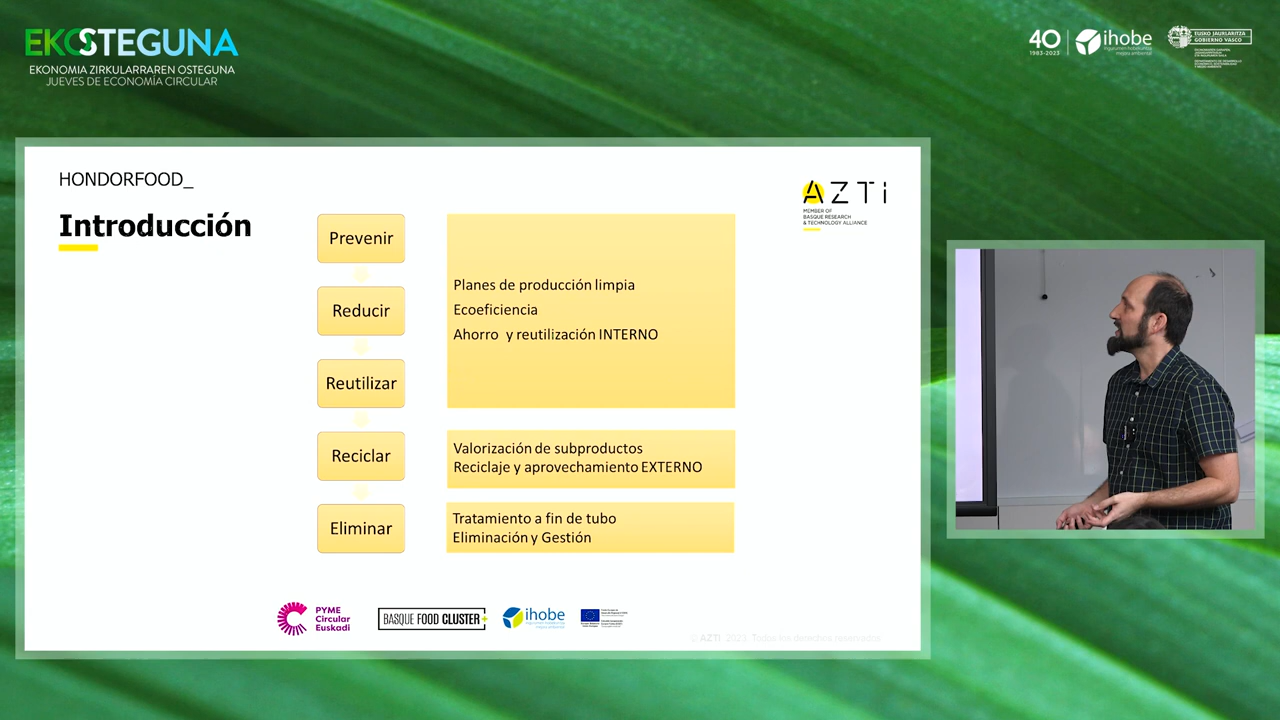 EKOSTEGUNA
EKONOMIA ZIRKULARRAREN OSTEGUNA
JUEVES DE ECONOMÍA CIRCULAR
40
1983-2023
ihobe
EUSKO JAURLARITZA
GOBIERNO VASCO
HONDORFOOD_
Introducción
AZTi
MEMBER OF
BASQUE RESEARCH
& TECHNOLOGY ALLIANCE
Prevenir
Reducir
Reutilizar
Reciclar
Eliminar
Planes de producción limpia
Ecoeficiencia
Ahorro y reutilización INTERNO
Valorización de subproductos
Reciclaje y aprovechamiento EXTERNO
Tratamiento a fin de tubo
Eliminación y Gestión
PYME
Circular
Euskadi
BASQUE FOOD CLUSTER+
ihobe
© AZTI 2023. Todos los derechos reservados